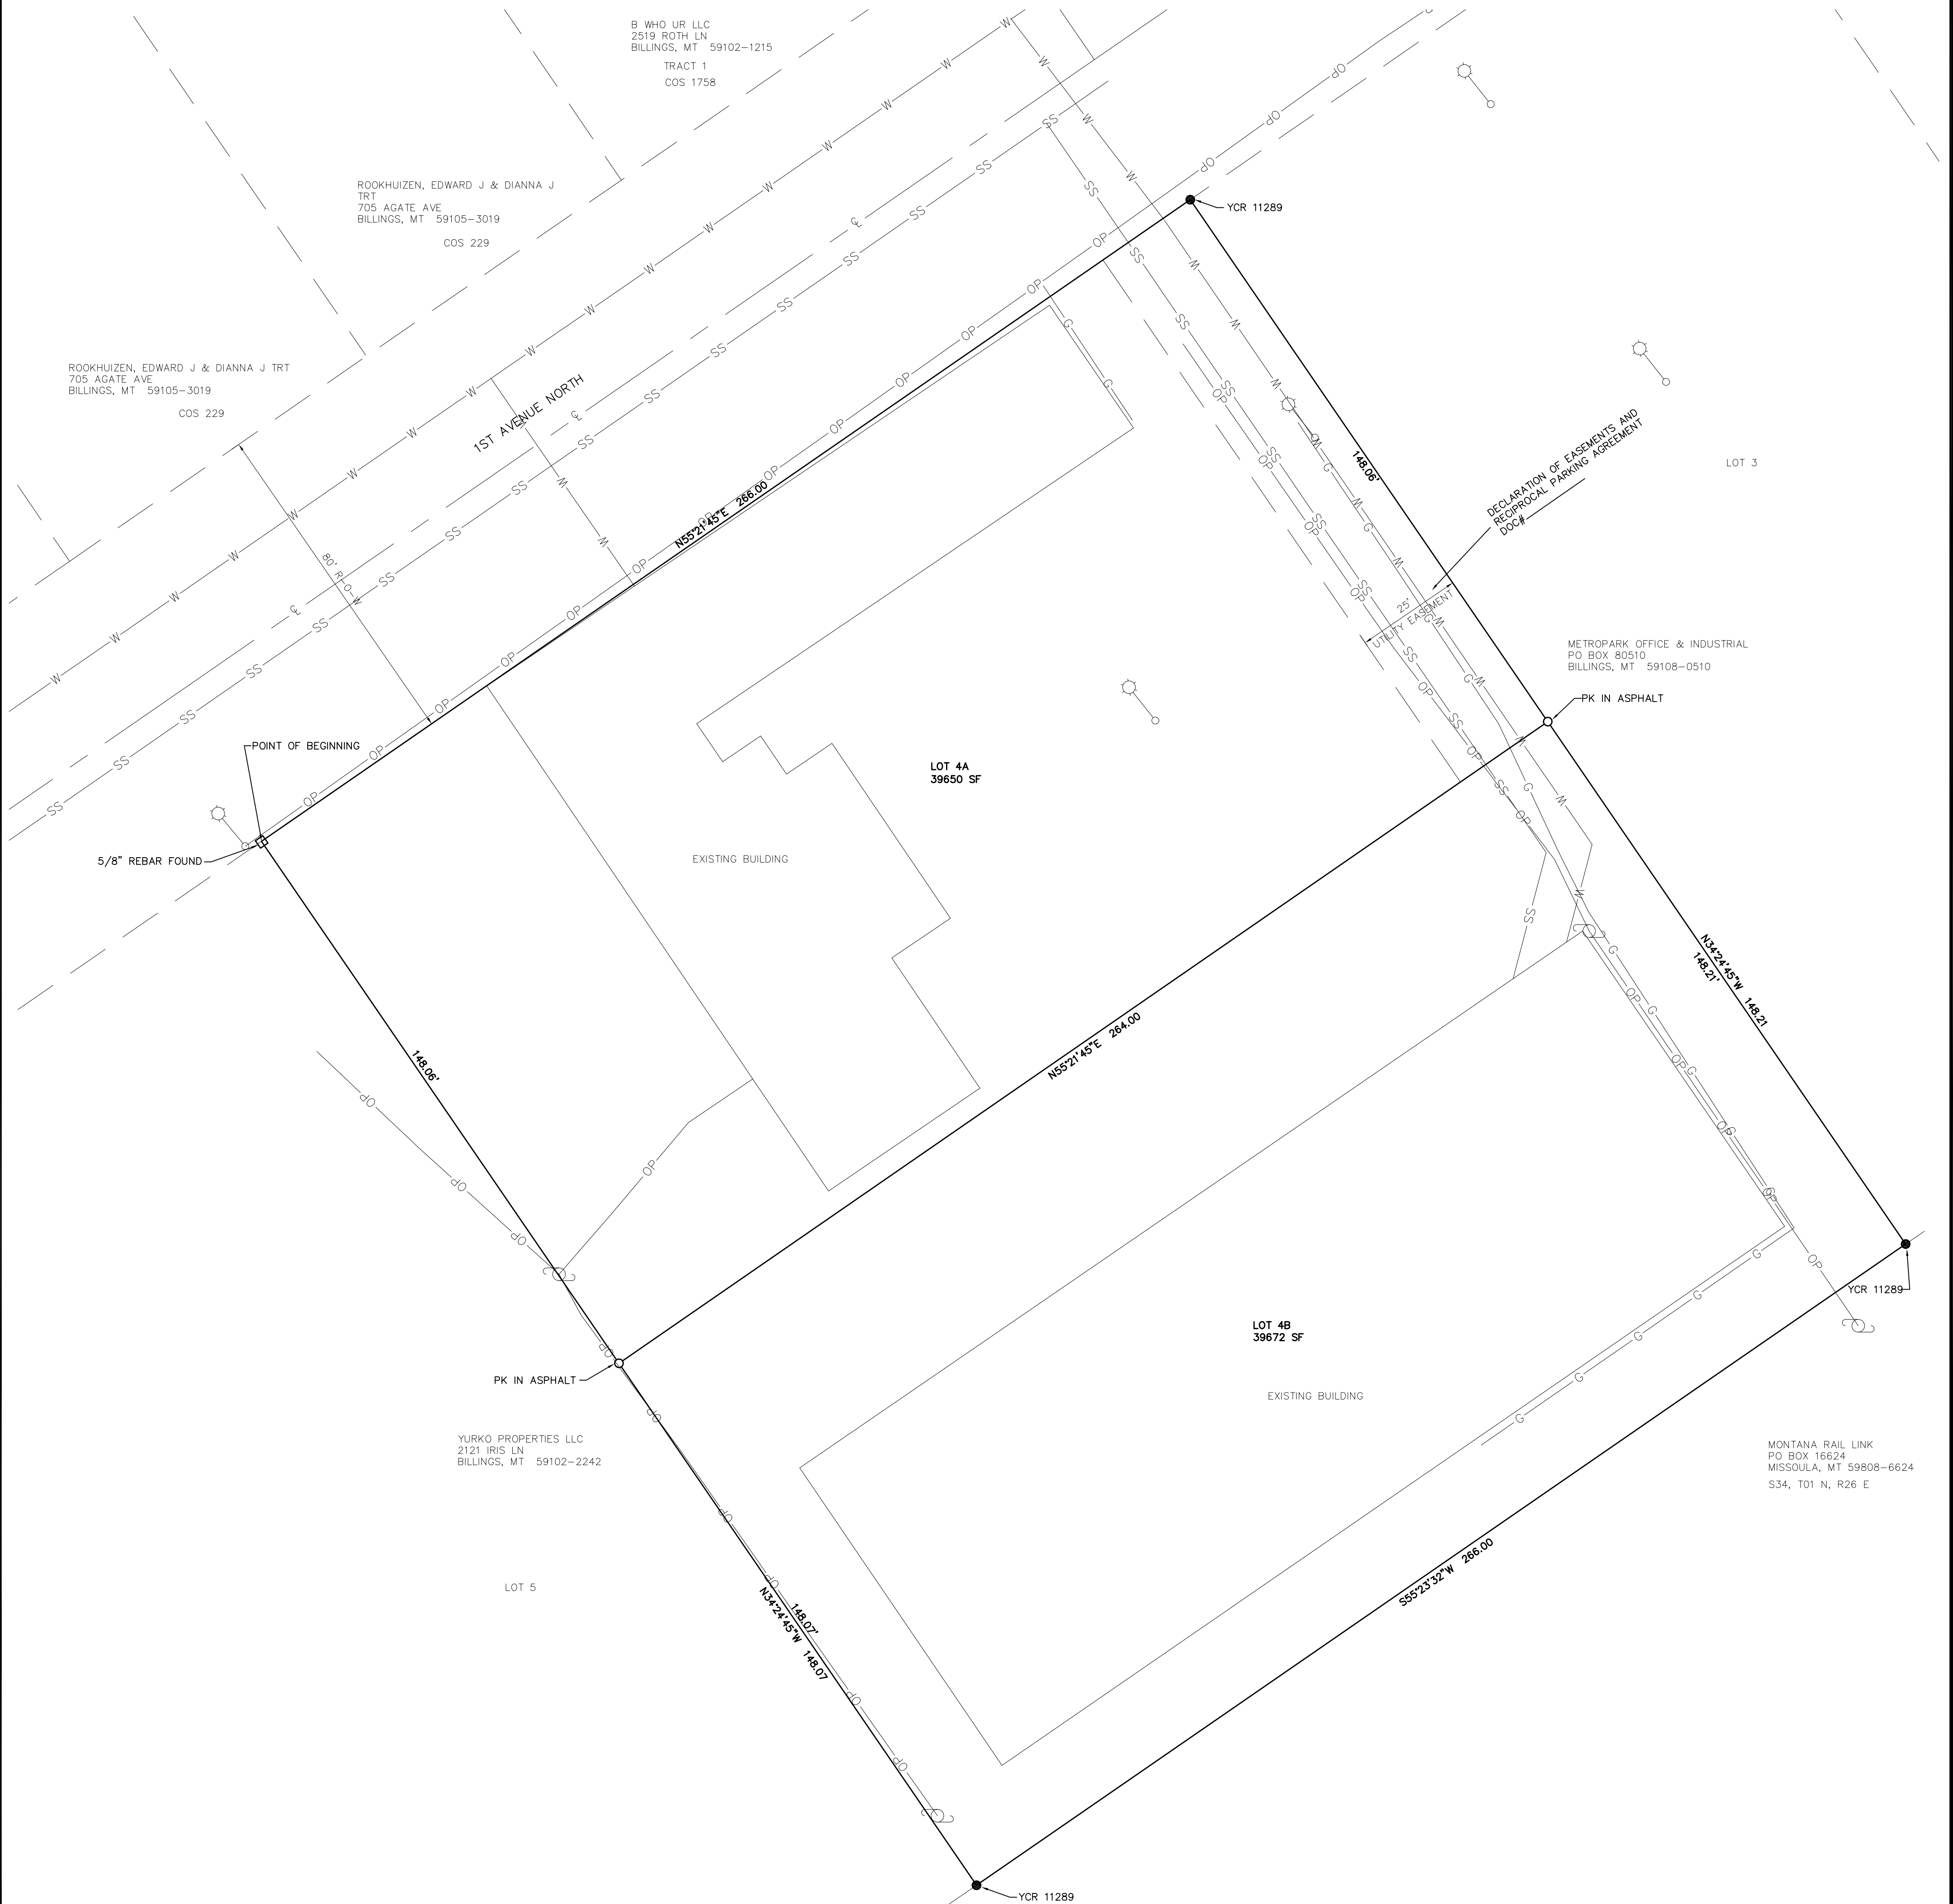 B WHO UR LLC
2519 ROTH LN
BILLINGS, MT 59102-1215
TRACT 1
COS 1758
ROOKHUIZEN, EDWARD J & DIANNA J
TRT
705 AGATE AVE
BILLINGS, MT 59105-3019
COS 229
YCR 11289
ROOKHUIZEN, EDWARD J & DIANNA J TRT
705 AGATE AVE
BILLINGS, MT 59105-3019
COS 229
1ST AVENUE NORTH
80' R-O-W
N55°21'45"E 266.00
148.06'
DECLARATION OF EASEMENTS AND
RECIPROCAL PARKING AGREEMENT
DOC#
LOT 3
25'
UTILITY EASEMENT
METROPARK OFFICE & INDUSTRIAL
PO BOX 80510
BILLINGS, MT 59108-0510
PK IN ASPHALT
POINT OF BEGINNING
5/8" REBAR FOUND
LOT 4A
39650 SF
EXISTING BUILDING
148.06'
N55°21'45"E 264.00
N34°24'45"W 148.21
148.21'
YCR 11289
LOT 4B
39672 SF
EXISTING BUILDING
PK IN ASPHALT
YURKO PROPERTIES LLC
2121 IRIS LN
BILLINGS, MT 59102-2242
MONTANA RAIL LINK
PO BOX 16624
MISSOULA, MT 59808-6624
S34, T01 N, R26 E
LOT 5
148.07'
N34°24'45"W 148.07
S55°23'32"W 266.00
YCR 11289